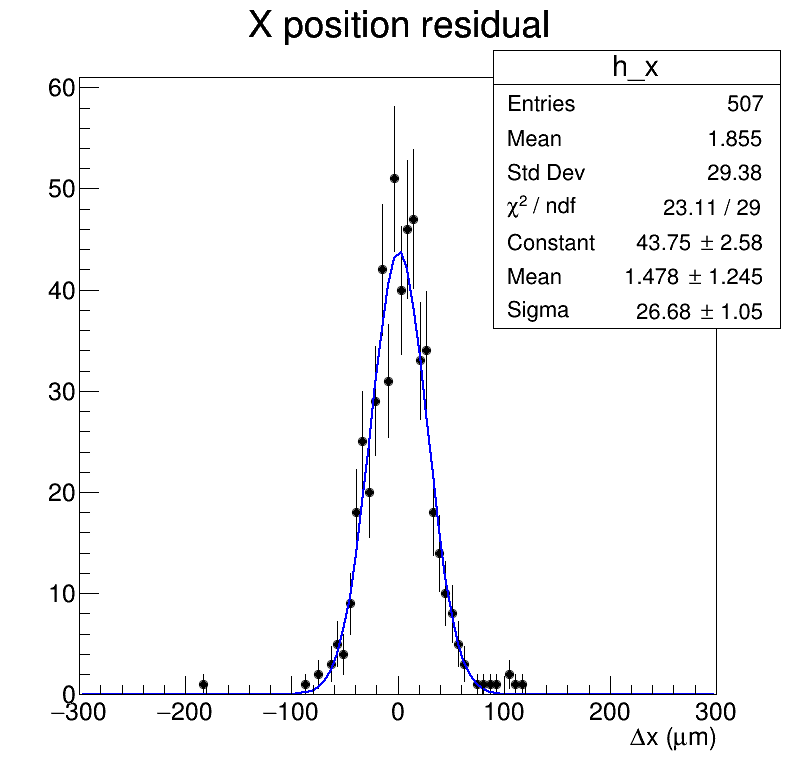 X position residual
h_x
Entries 507
Mean 1.855
Std Dev 29.38
χ² / ndf 23.11 / 29
Constant 43.75 ± 2.58
Mean 1.478 ± 1.245
Sigma 26.68 ± 1.05
60
50
40
30
20
10
0
−300 −200 −100 0 100 200 300
Δx (μm)